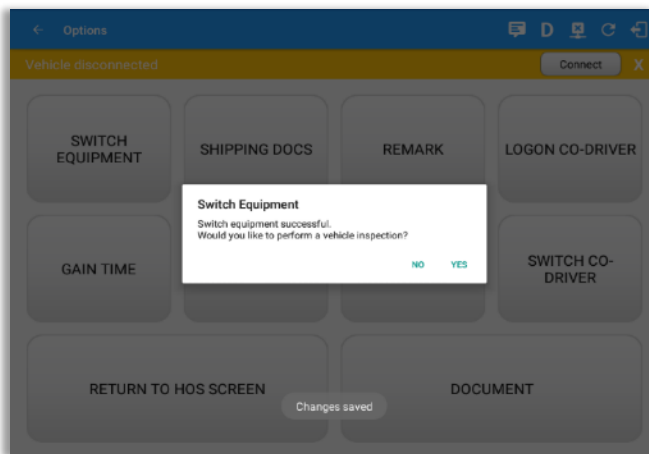 Options
D
Vehicle disconnected
Connect
X
SWITCH
EQUIPMENT
SHIPPING DOCS
REMARK
LOGON CO-DRIVER
Switch Equipment
Switch equipment successful.
Would you like to perform a vehicle inspection?
NO
YES
GAIN TIME
SWITCH CO-
DRIVER
RETURN TO HOS SCREEN
DOCUMENT
Changes saved